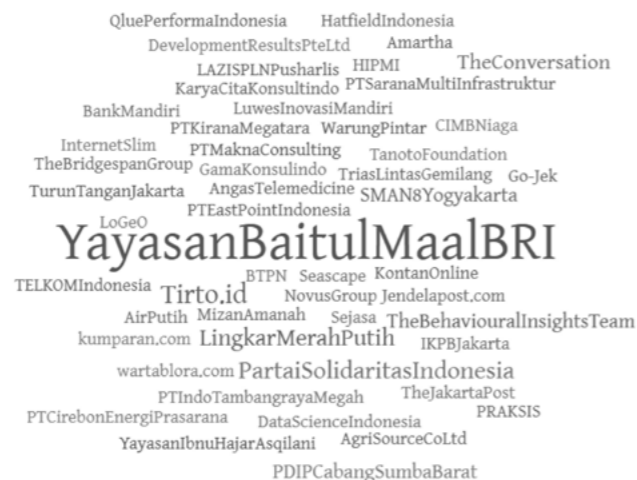 QluePerformaIndonesia HatfieldIndonesia
DevelopmentResultsPteLtd Amartha
LAZISPLNPusharlis HIPMI TheConversation
KaryaCitaKonsultindo PTSaranaMultiInfrastruktur
BankMandiri LuwesInovasiMandiri
PTKiranaMegatara WarungPintar CIMBNiaga
InternetSlim PTMaknaConsulting TanotoFoundation
TheBridgespanGroup GamaKonsulindo TriasLintasGemilang Go-Jek
TurunTanganJakarta AngasTelemedicine SMAN8Yogyakarta
PTEastPointIndonesia
LoGeO
YayasanBaitulMaalBRI
TELKOMIndonesia BTPN Seascape KontanOnline
Tirto.id NovusGroup Jendelapost.com
AirPutih MizanAmanah Sejasa TheBehaviouralInsightsTeam
kumparan.com LingkarMerahPutih IKPBJakarta
wartablora.com PartaiSolidaritasIndonesia
PTIndoTambangrayaMegah TheJakartaPost
PTCirebonEnergiPrasarana DataScienceIndonesia PRAKSIS
YayasanIbnuHajarAsqilani AgriSourceCoLtd
PDIPCabangSumbaBarat